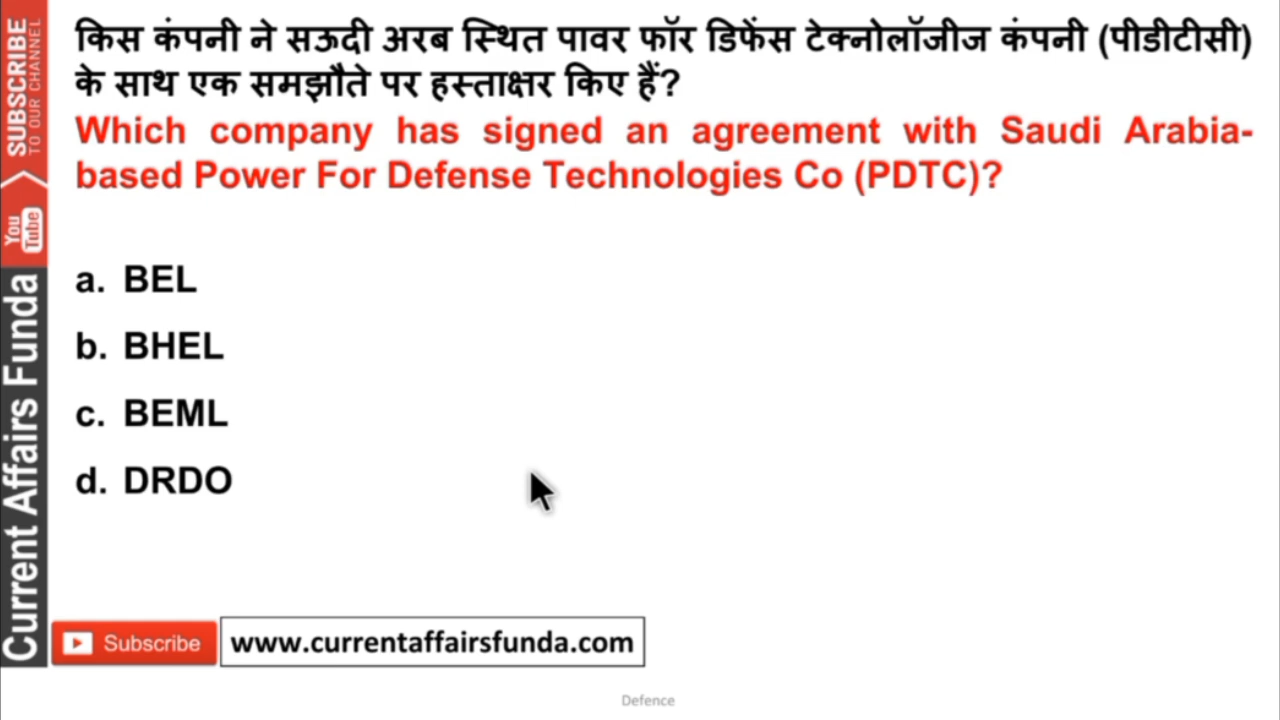 किस कंपनी ने सऊदी अरब स्थित पावर फॉर डिफेंस टेक्नोलॉजीज कंपनी (पीडीटीसी)
के साथ एक समझौते पर हस्ताक्षर किए हैं?
Which company has signed an agreement with Saudi Arabia-
based Power For Defense Technologies Co (PDTC)?
a. BEL
b. BHEL
c. BEML
d. DRDO
SUBSCRIBE
TO OUR CHANNEL
You
Tube
Current Affairs Funda
Subscribe
www.currentaffairsfunda.com
Defence